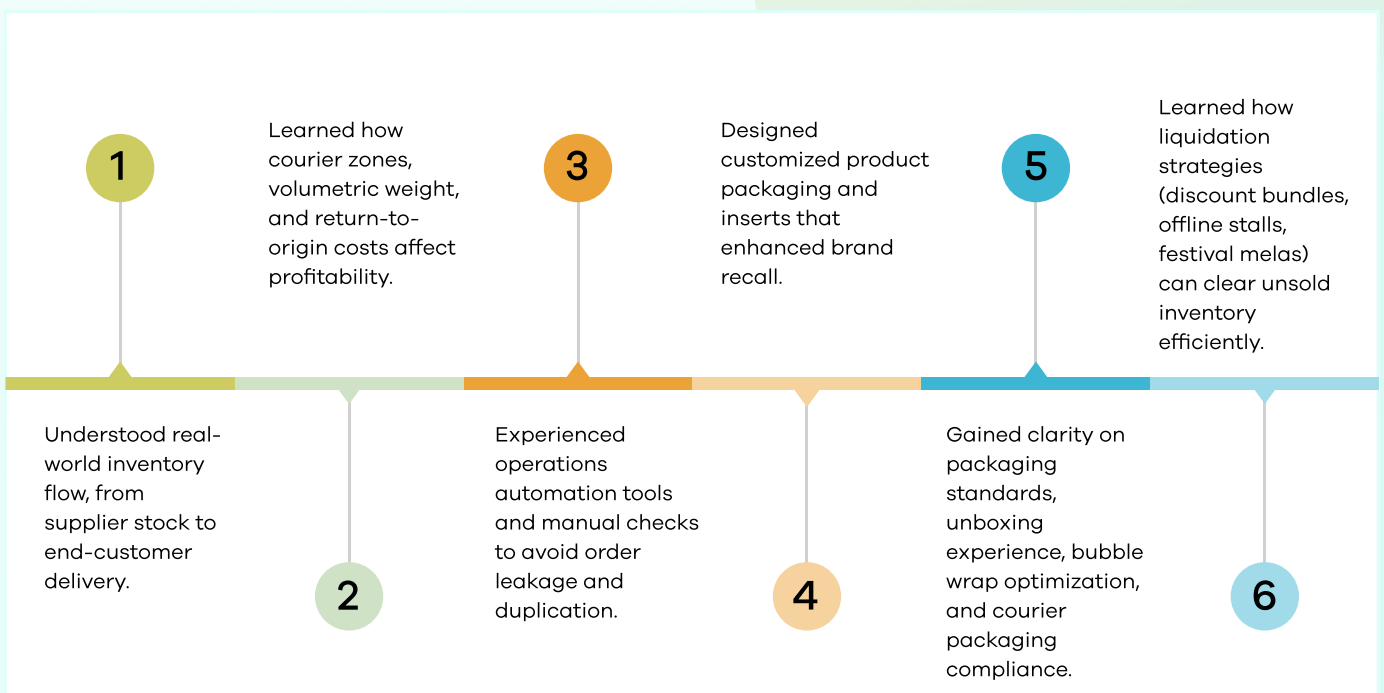 1
Understood real-
world inventory
flow, from
supplier stock to
end-customer
delivery.
2
Learned how
courier zones,
volumetric weight,
and return-to-
origin costs affect
profitability.
3
Experienced
operations
automation tools
and manual checks
to avoid order
leakage and
duplication.
4
Designed
customized product
packaging and
inserts that
enhanced brand
recall.
5
Gained clarity on
packaging
standards,
unboxing
experience, bubble
wrap optimization,
and courier
packaging
compliance.
6
Learned how
liquidation
strategies
(discount bundles,
offline stalls,
festival melas)
can clear unsold
inventory
efficiently.